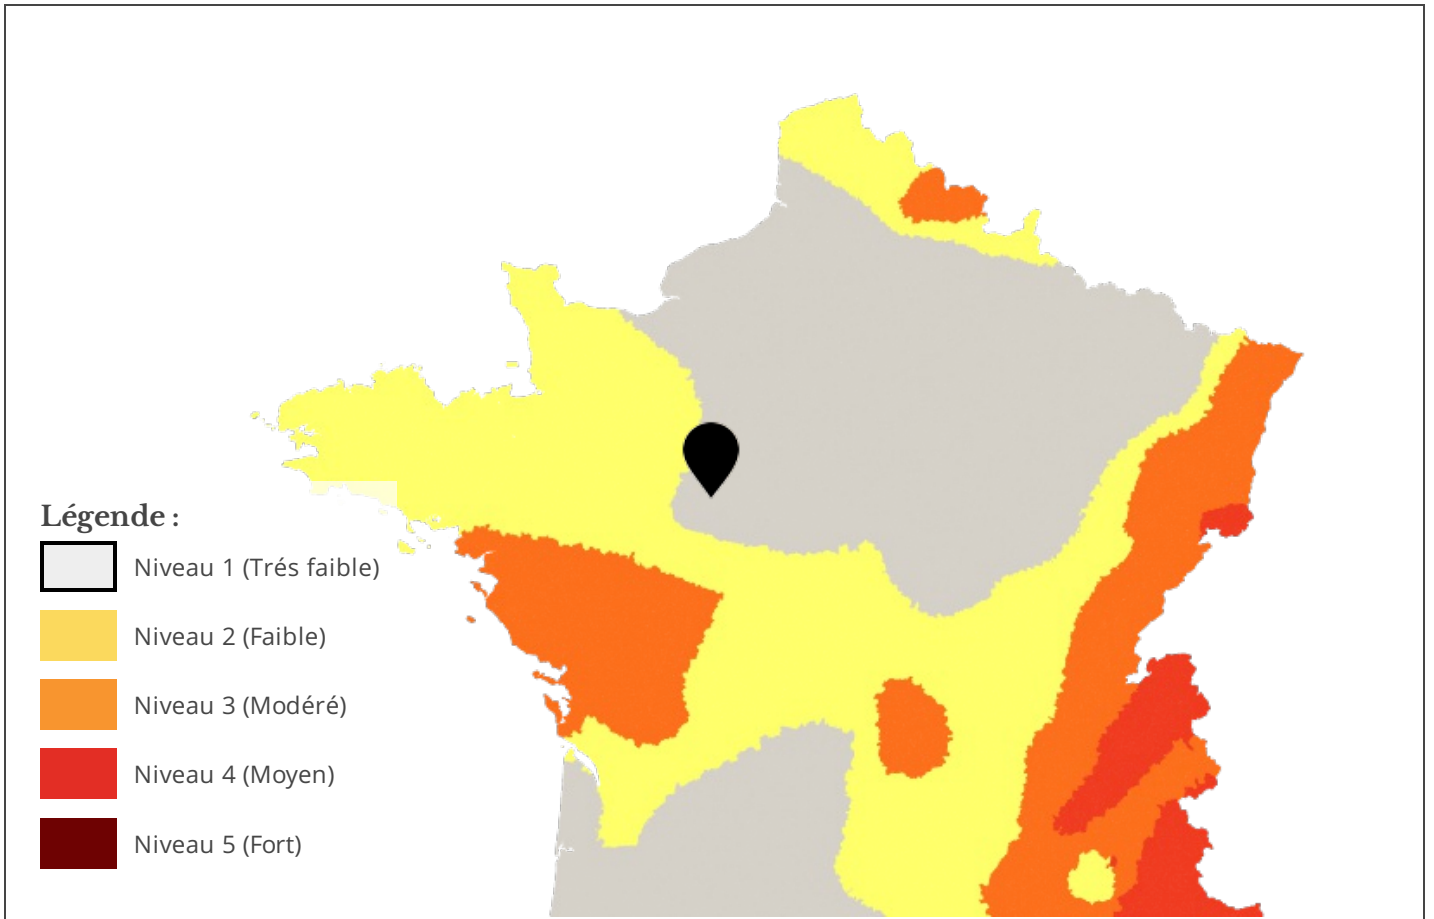 Légende :
Niveau 1 (Trés faible)
Niveau 2 (Faible)
Niveau 3 (Modéré)
Niveau 4 (Moyen)
Niveau 5 (Fort)